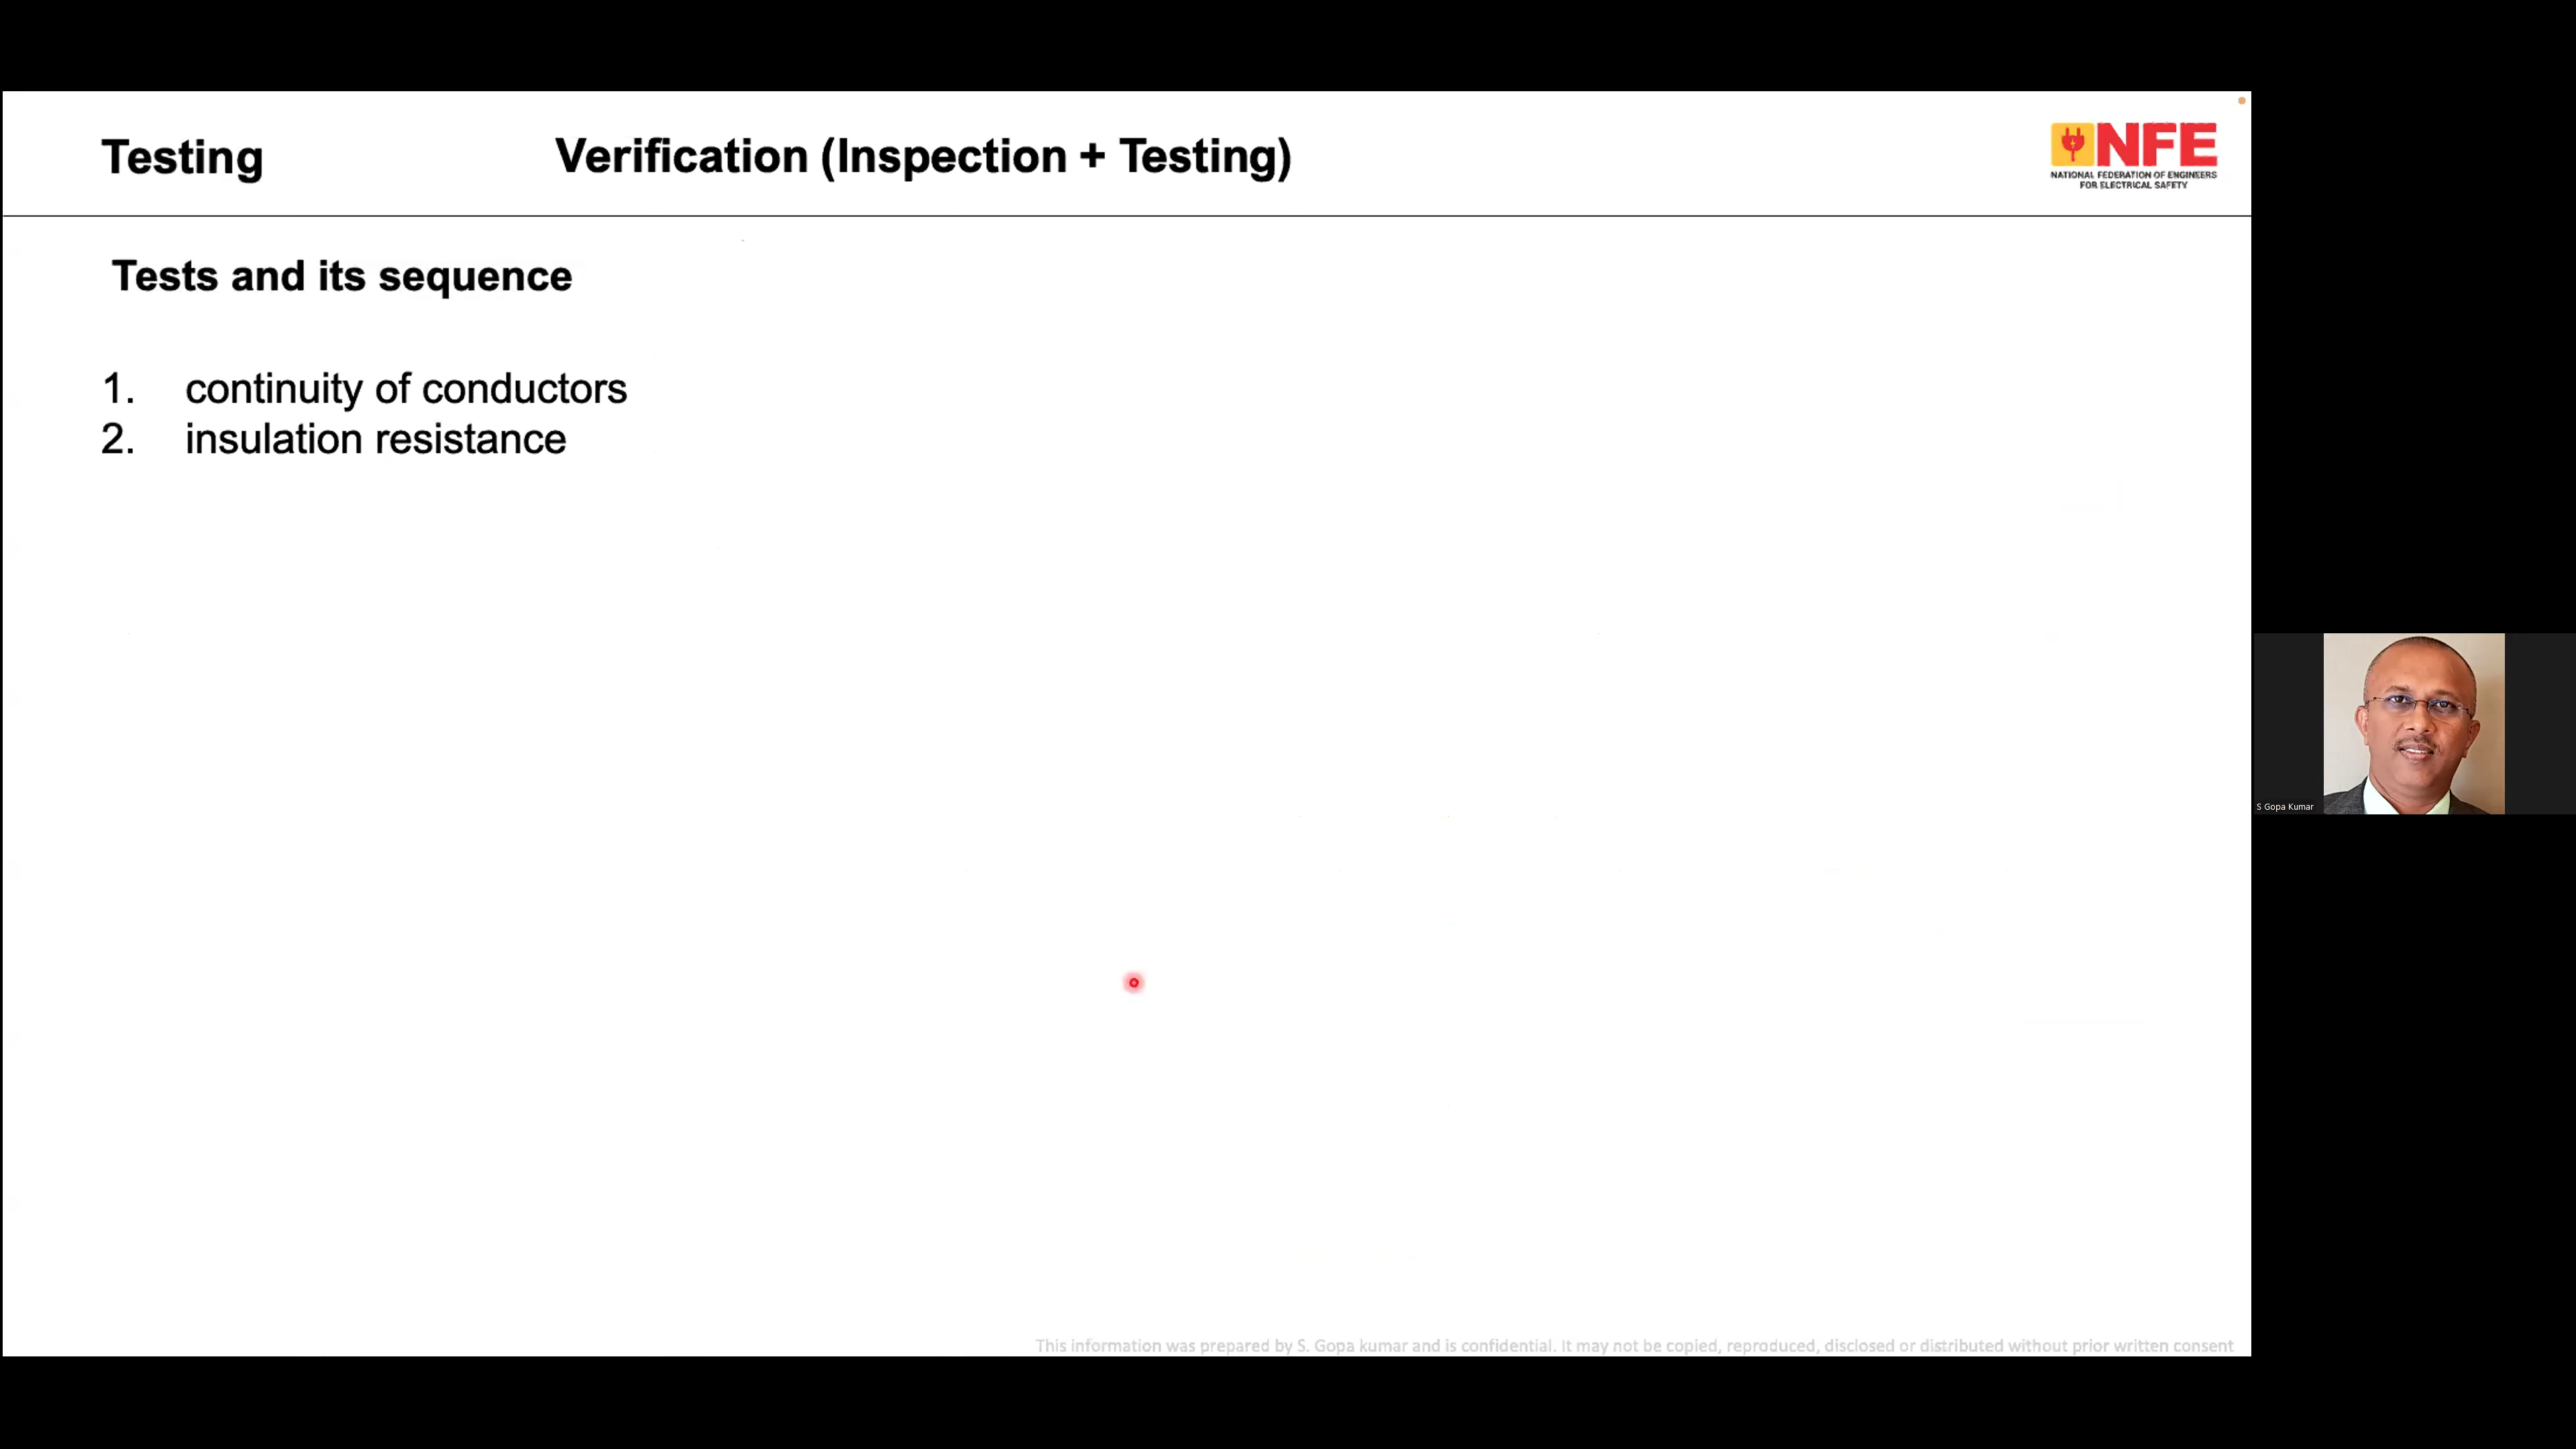 Testing
Verification (Inspection + Testing)
NFE
NATIONAL FEDERATION OF ENGINEERS
FOR ELECTRICAL SAFETY
Tests and its sequence
1. continuity of conductors
2. insulation resistance
S Gopa Kumar
This information was prepared by S. Gopa kumar and is confidential. It may not be copied, reproduced, disclosed or distributed without prior written consent